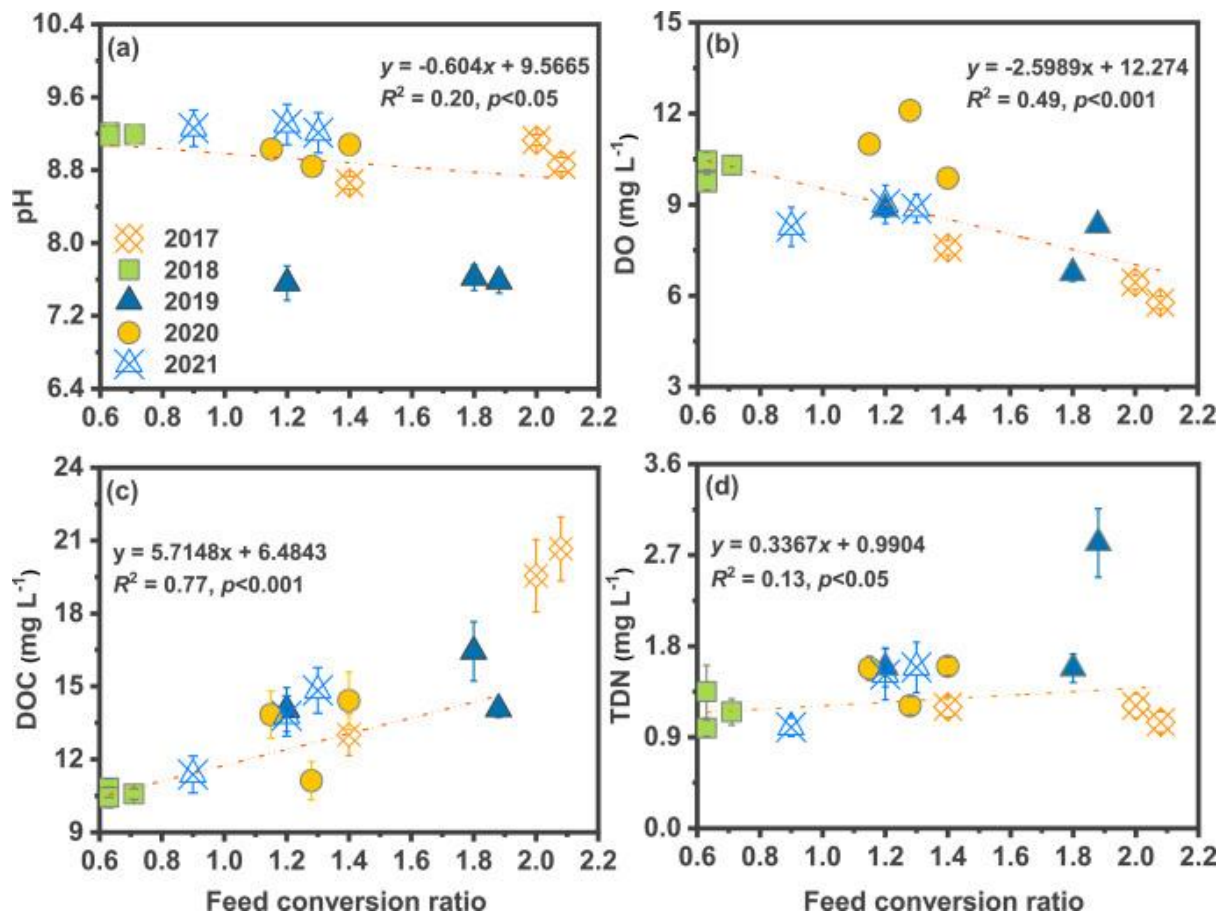 (a)
y = -0.604x + 9.5665
R² = 0.20, p<0.05
pH
10.4
9.6
8.8
8.0
7.2
6.4
2017
2018
2019
2020
2021
0.6 0.8 1.0 1.2 1.4 1.6 1.8 2.0 2.2
(b)
y = -2.5989x + 12.274
R² = 0.49, p<0.001
DO (mg L⁻¹)
15
12
9
6
3
0.6 0.8 1.0 1.2 1.4 1.6 1.8 2.0 2.2
(c)
y = 5.7148x + 6.4843
R² = 0.77, p<0.001
DOC (mg L⁻¹)
24
21
18
15
12
9
0.6 0.8 1.0 1.2 1.4 1.6 1.8 2.0 2.2
Feed conversion ratio
(d)
y = 0.3367x + 0.9904
R² = 0.13, p<0.05
TDN (mg L⁻¹)
3.6
2.7
1.8
0.9
0.0
0.6 0.8 1.0 1.2 1.4 1.6 1.8 2.0 2.2
Feed conversion ratio